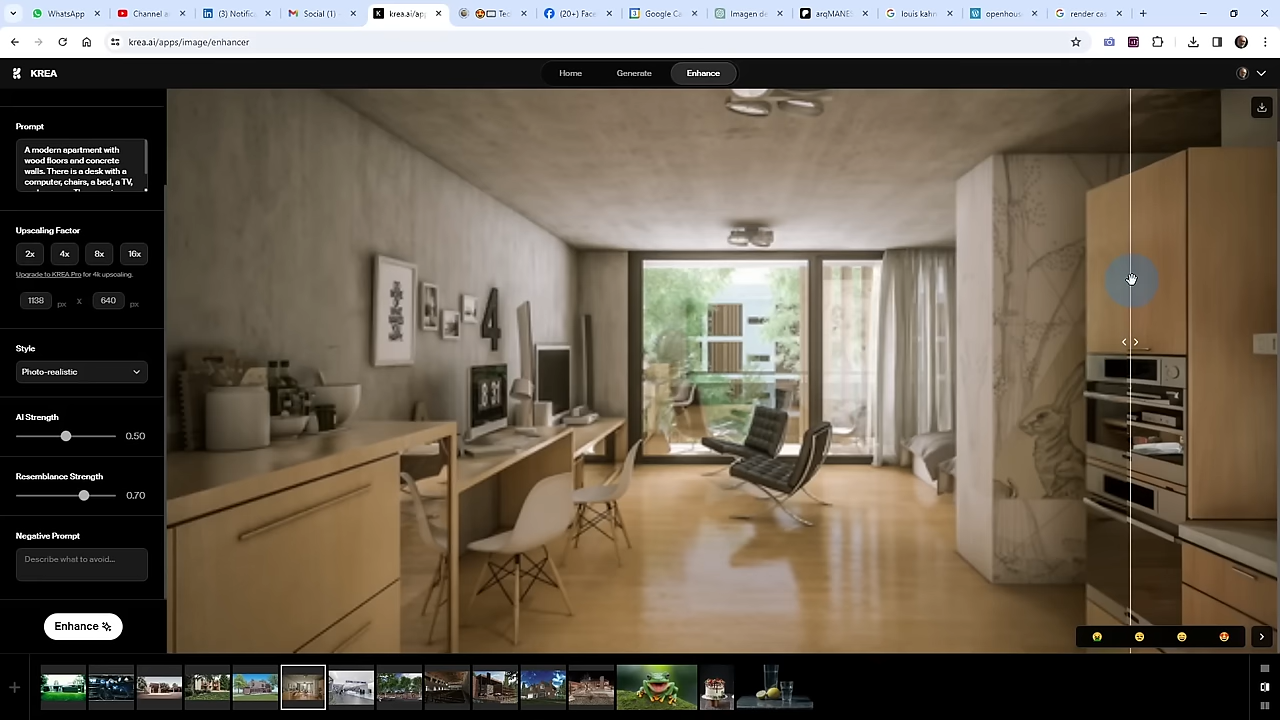 WhatsApp
Channel a
(3) Notific
Social (1)
krea.ai/ap
Tec
(20+) Fac
Google Ca
Imagen de
arqMANES
louis kahn
openhous
render ca
krea.ai/apps/image/enhancer
KREA
Home
Generate
Enhance
Prompt
A modern apartment with
wood floors and concrete
walls. There is a desk with a
computer, chairs, a bed, a TV,
Upscaling Factor
2x 4x 8x 16x
Upgrade to KREA Pro for 4k upscaling.
1138 px X 640 px
Style
Photo-realistic
AI Strength
0.50
Resemblance Strength
0.70
Negative Prompt
Describe what to avoid...
Enhance
4